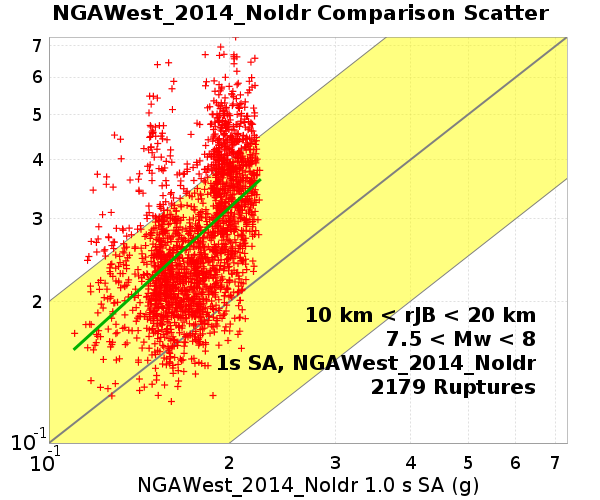 NGAWest_2014_NoIdr Comparison Scatter
7
6
5
4
3
2
10-1
10 km < rJB < 20 km
7.5 < Mw < 8
1s SA, NGAWest_2014_NoIdr
2179 Ruptures
10-1 2 3 4 5 6 7
NGAWest_2014_NoIdr 1.0 s SA (g)